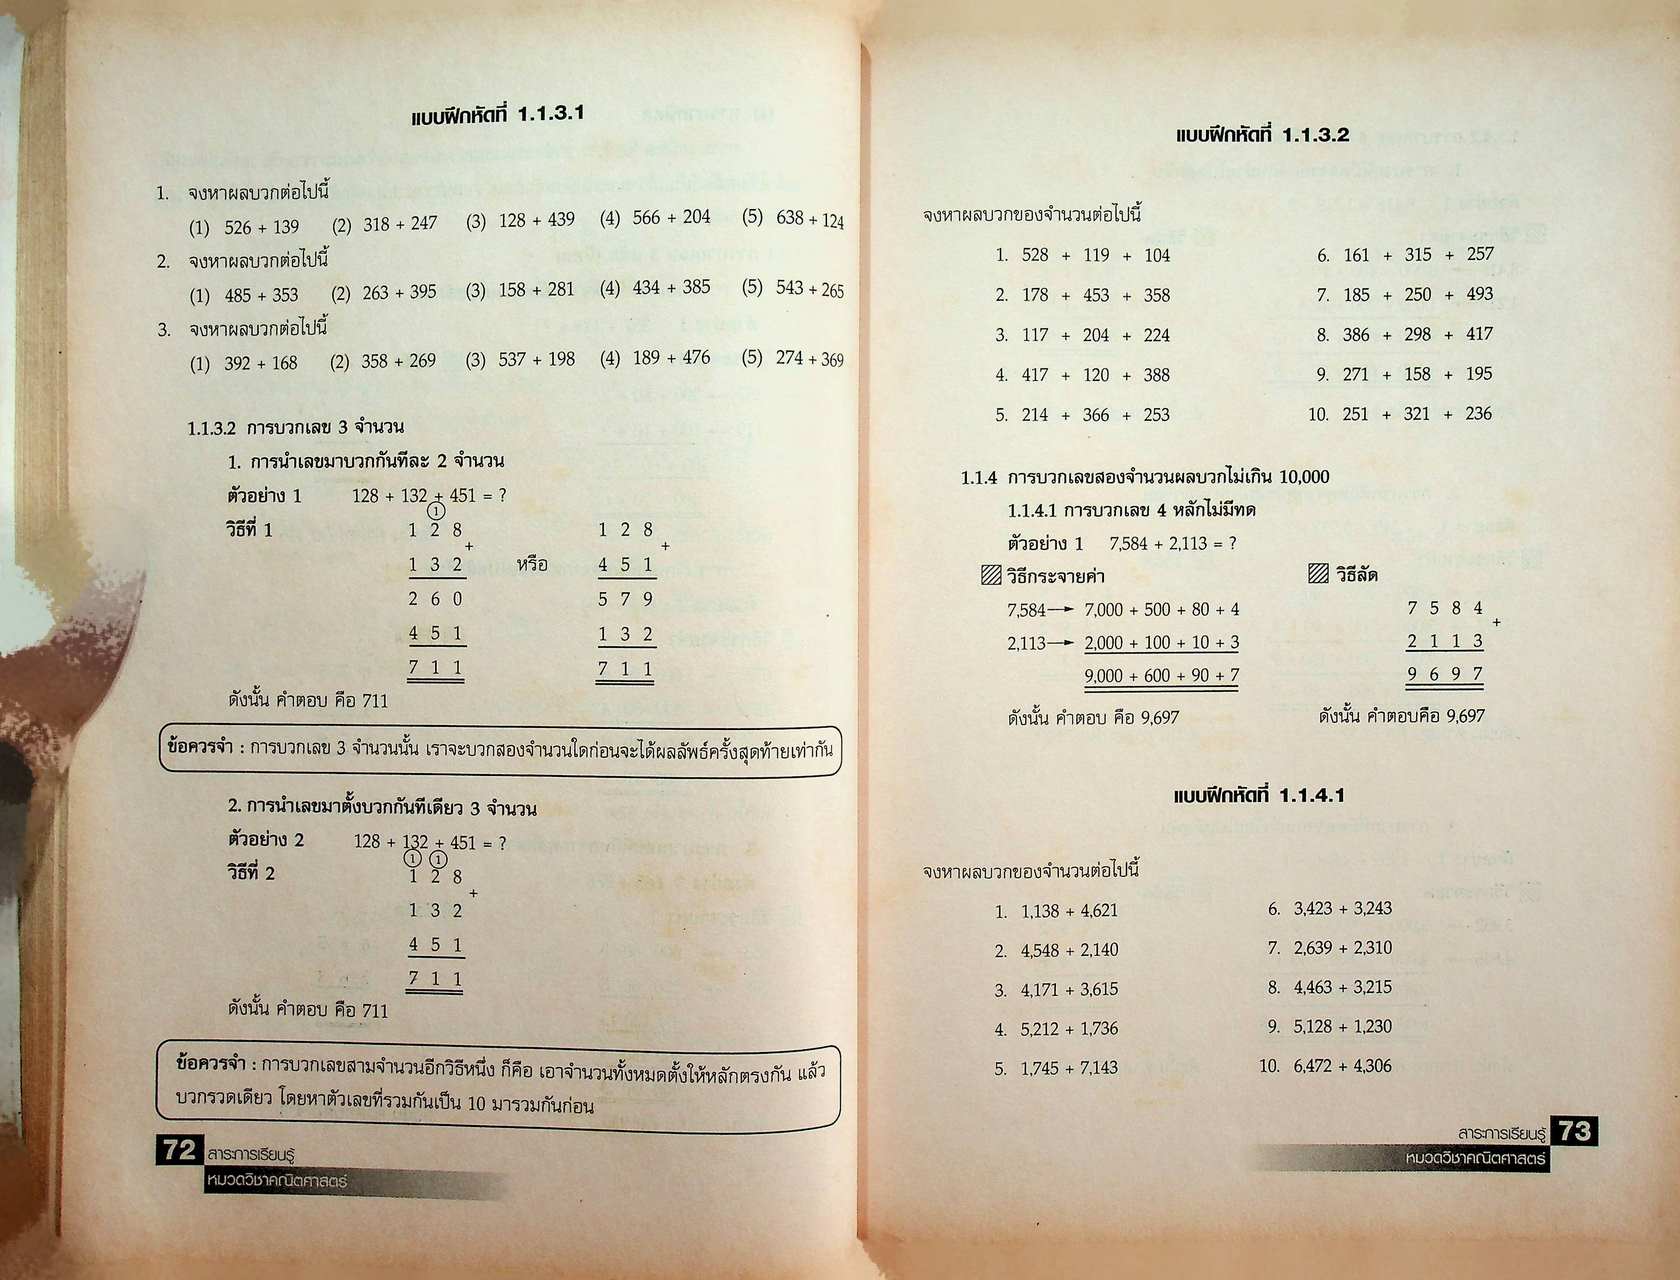 แบบฝึกหัดที่ 1.1.3.1
1. จงหาผลบวกต่อไปนี้
(1) 526 + 139 (2) 318 + 247 (3) 128 + 439 (4) 566 + 204 (5) 638 + 124
2. จงหาผลบวกต่อไปนี้
(1) 485 + 353 (2) 263 + 395 (3) 158 + 281 (4) 434 + 385 (5) 543 + 265
3. จงหาผลบวกต่อไปนี้
(1) 392 + 168 (2) 358 + 269 (3) 537 + 198 (4) 189 + 476 (5) 274 + 369
1.1.3.2 การบวกเลข 3 จำนวน
1. การนำเลขมาบวกกันทีละ 2 จำนวน
ตัวอย่าง 1 128 + 132 + 451 = ?
1
วิธีที่ 1 1 2 8 1 2 8
+ +
1 3 2 หรือ 4 5 1
2 6 0 5 7 9
4 5 1 1 3 2
7 1 1 7 1 1
ดังนั้น คำตอบ คือ 711
ข้อควรจำ : การบวกเลข 3 จำนวนนั้น เราจะบวกสองจำนวนใดก่อนจะได้ผลลัพธ์ครั้งสุดท้ายเท่ากัน
2. การนำเลขมาตั้งบวกกันทีเดียว 3 จำนวน
ตัวอย่าง 2 128 + 132 + 451 = ?
1 1
วิธีที่ 2 1 2 8
+
1 3 2
4 5 1
7 1 1
ดังนั้น คำตอบ คือ 711
ข้อควรจำ : การบวกเลขสามจำนวนอีกวิธีหนึ่ง ก็คือ เอาจำนวนทั้งหมดตั้งให้หลักตรงกัน แล้ว
บวกรวดเดียว โดยหาตัวเลขที่รวมกันเป็น 10 มารวมกันก่อน
72 สาระการเรียนรู้
หมวดวิชาคณิตศาสตร์
แบบฝึกหัดที่ 1.1.3.2
จงหาผลบวกของจำนวนต่อไปนี้
1. 528 + 119 + 104 6. 161 + 315 + 257
2. 178 + 453 + 358 7. 185 + 250 + 493
3. 117 + 204 + 224 8. 386 + 298 + 417
4. 417 + 120 + 388 9. 271 + 158 + 195
5. 214 + 366 + 253 10. 251 + 321 + 236
1.1.4 การบวกเลขสองจำนวนผลบวกไม่เกิน 10,000
1.1.4.1 การบวกเลข 4 หลักไม่มีทด
ตัวอย่าง 1 7,584 + 2,113 = ?
วิธีกระจายค่า วิธีลัด
7,584 → 7,000 + 500 + 80 + 4 7 5 8 4
+
2,113 → 2,000 + 100 + 10 + 3 2 1 1 3
9,000 + 600 + 90 + 7 9 6 9 7
ดังนั้น คำตอบ คือ 9,697 ดังนั้น คำตอบคือ 9,697
แบบฝึกหัดที่ 1.1.4.1
จงหาผลบวกของจำนวนต่อไปนี้
1. 1,138 + 4,621 6. 3,423 + 3,243
2. 4,548 + 2,140 7. 2,639 + 2,310
3. 4,171 + 3,615 8. 4,463 + 3,215
4. 5,212 + 1,736 9. 5,128 + 1,230
5. 1,745 + 7,143 10. 6,472 + 4,306
สาระการเรียนรู้ 73
หมวดวิชาคณิตศาสตร์